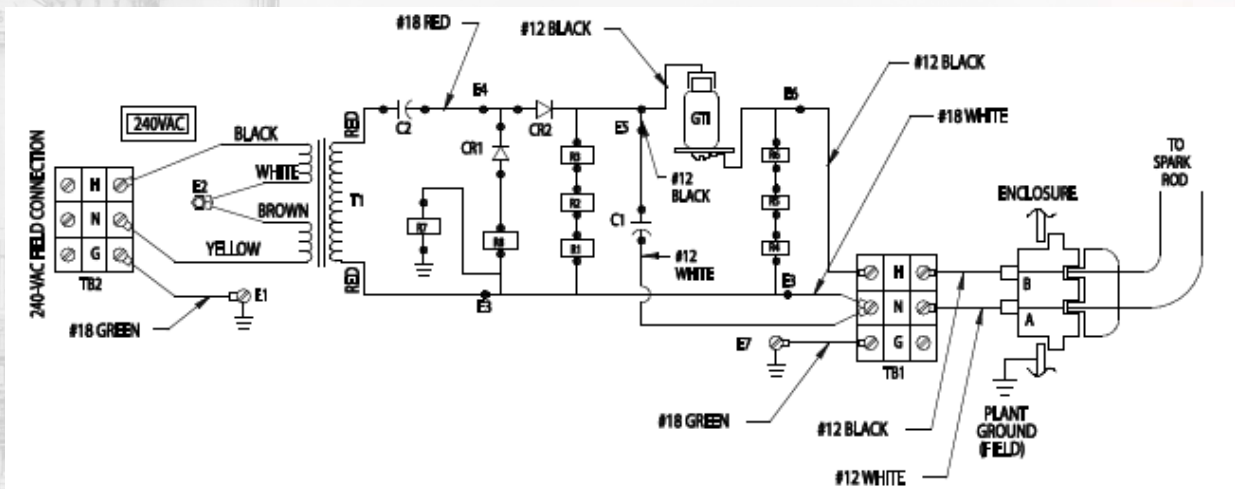 #18 RED
#12 BLACK
#12 BLACK
240VAC
BLACK
RED
C2
E4
CR2
GTI
E6
#18 WHITE
TO
SPARK
ROD
240-VAC FIELD CONNECTION
H
N
G
TB2
E2
WHITE
BROWN
YELLOW
T1
CR1
R3
R2
R1
E5
#12
BLACK
R6
R5
R4
ENCLOSURE
R7
R8
C1
#12
WHITE
H
N
G
TB1
B
A
E1
#18 GREEN
RED
E3
E3
E7
#18 GREEN
#12 BLACK
#12 WHITE
PLANT
GROUND
(FIELD)